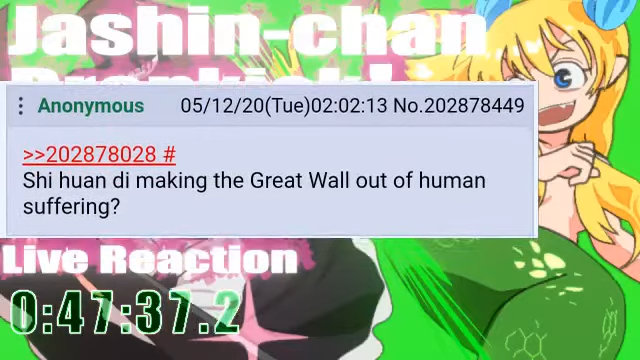 Jashin-chan
Dropkick!
⋮ Anonymous 05/12/20(Tue)02:02:13 No.202878449
>>202878028 #
Shi huan di making the Great Wall out of human
suffering?
Live Reaction
0:47:37.2